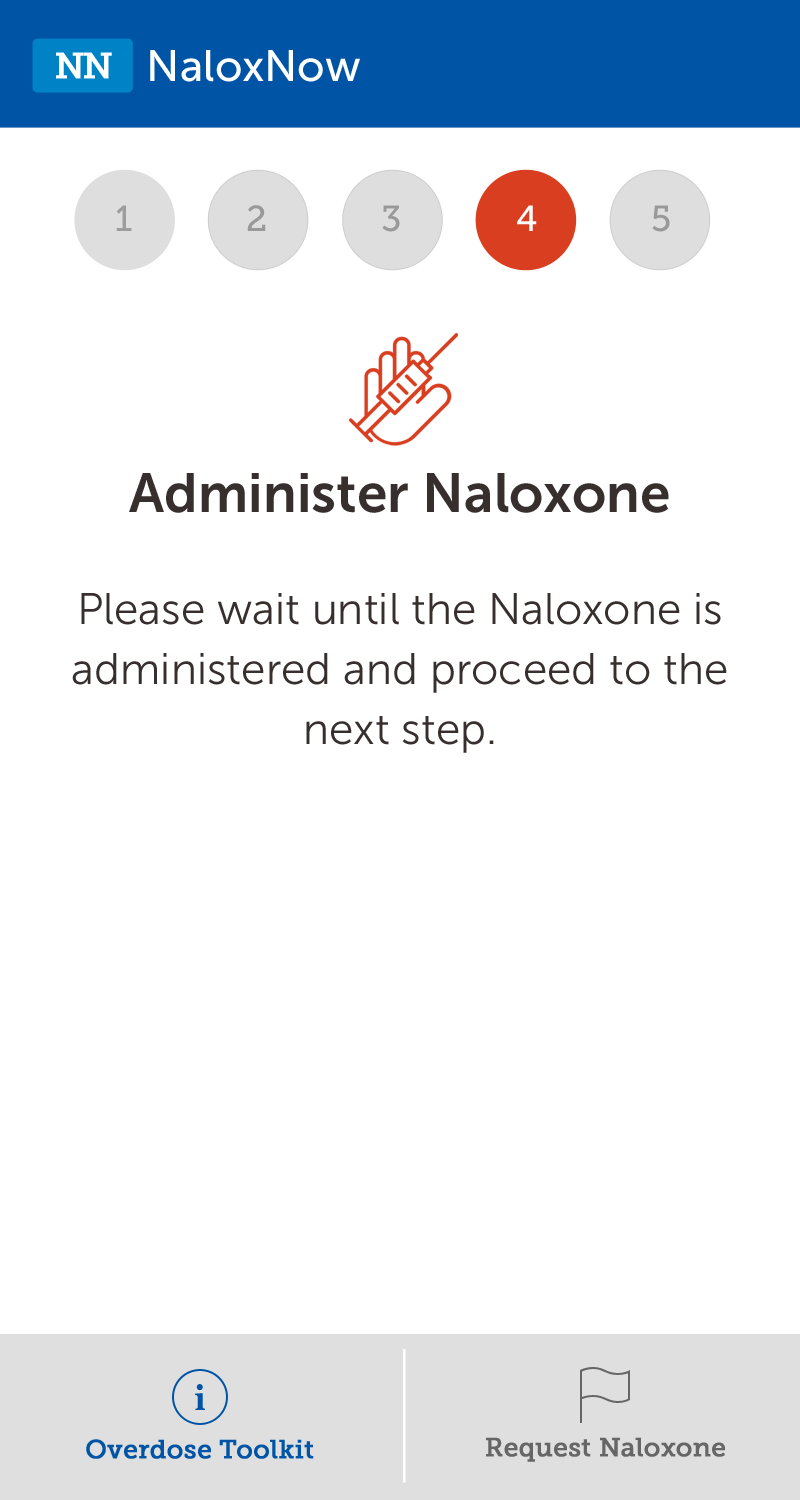 NN NaloxNow
1 2 3 4 5
Administer Naloxone
Please wait until the Naloxone is
administered and proceed to the
next step.
i
Overdose Toolkit
Request Naloxone